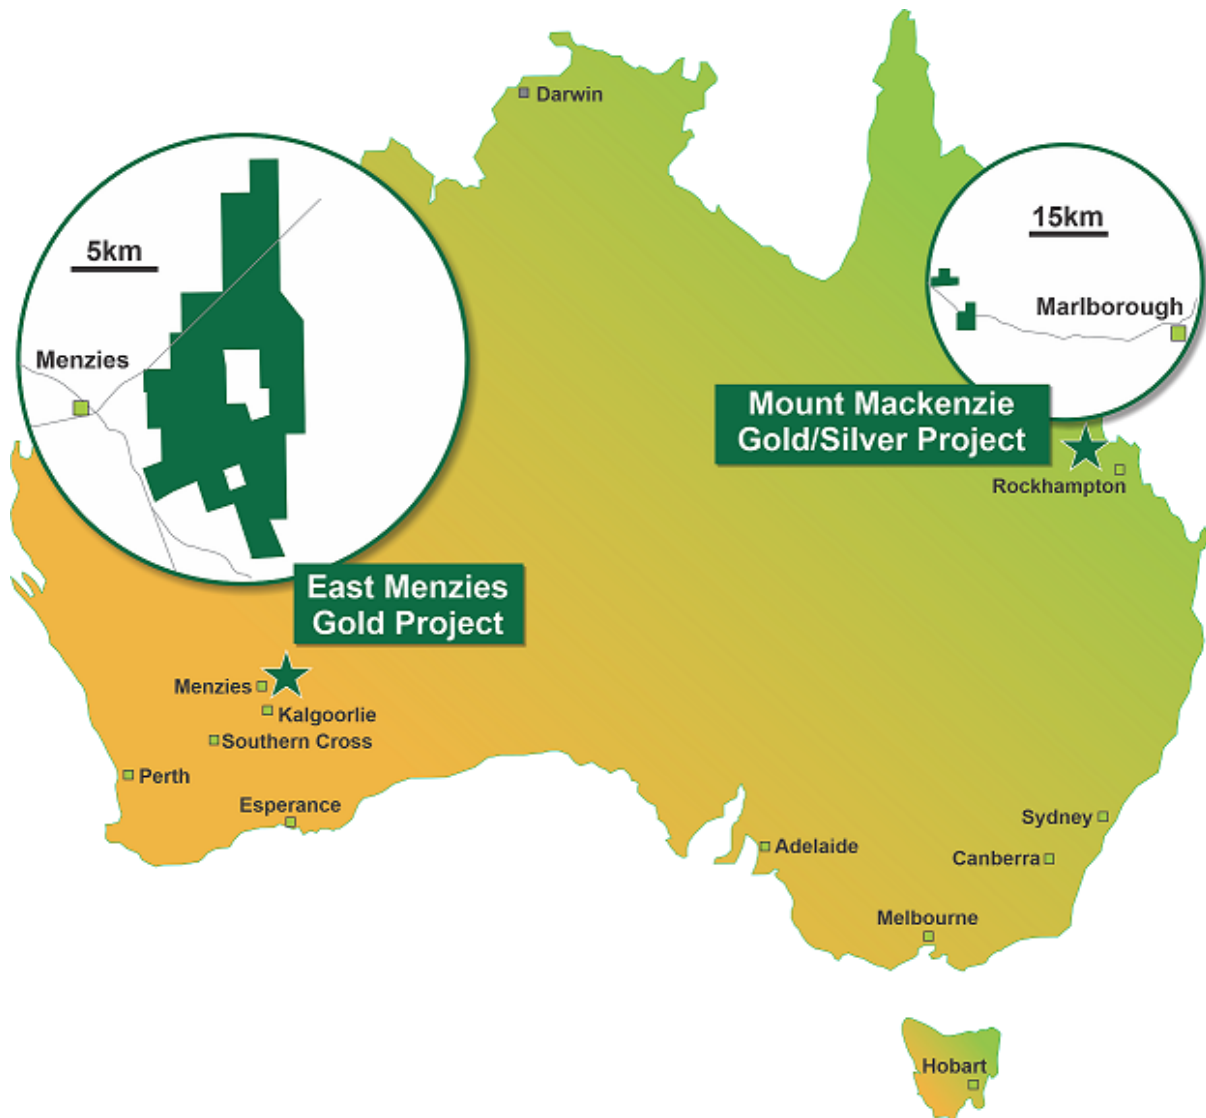 Darwin
5km
15km
Marlborough
Menzies
Mount Mackenzie
Gold/Silver Project
Rockhampton
East Menzies
Gold Project
Menzies
Kalgoorlie
Southern Cross
Perth
Esperance
Sydney
Adelaide
Canberra
Melbourne
Hobart